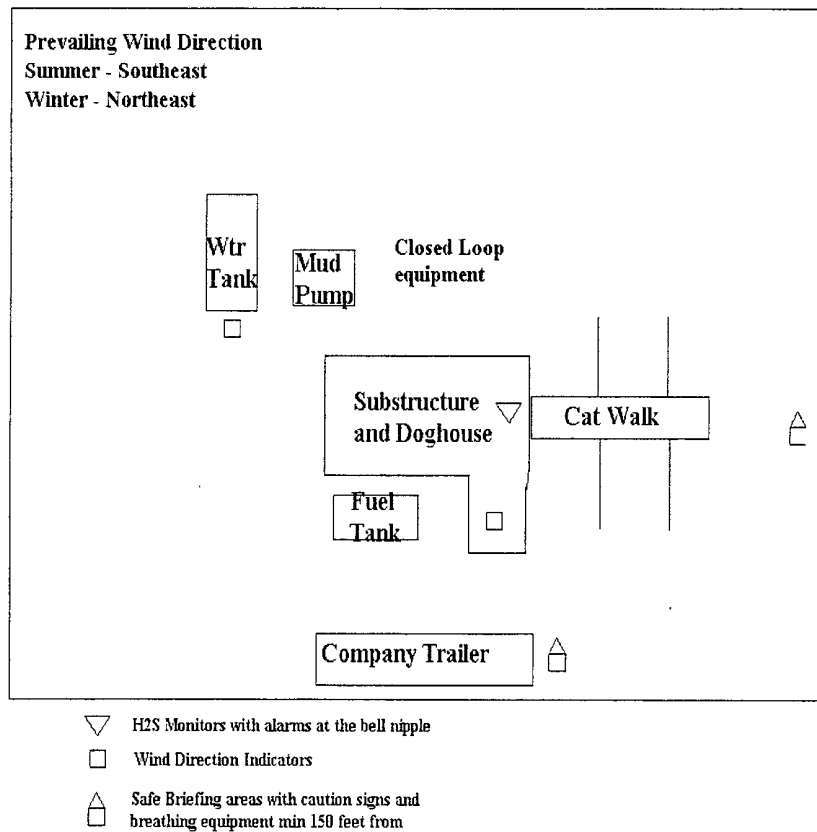 Prevailing Wind Direction
Summer - Southeast
Winter - Northeast
Wtr
Tank
Mud
Pump
Closed Loop
equipment
Substructure
and Doghouse
Cat Walk
Fuel
Tank
Company Trailer
H2S Monitors with alarms at the bell nipple
Wind Direction Indicators
Safe Briefing areas with caution signs and
breathing equipment min 150 feet from